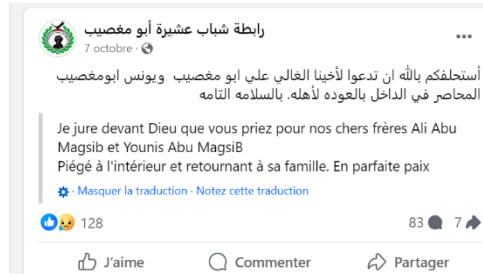 رابطة شباب عشيرة أبو مغصيب
7 octobre ·
أستحلفكم بالله ان تدعوا لأخينا الغالي علي ابو مغصيب ويونس ابومغصيب
المحاصر في الداخل بالعوده لأهله. بالسلامه التامه
Je jure devant Dieu que vous priez pour nos chers frères Ali Abu
Magsib et Younis Abu MagsiB
Piégé à l'intérieur et retournant à sa famille. En parfaite paix
· Masquer la traduction · Notez cette traduction
128 83 7
J'aime Commenter Partager